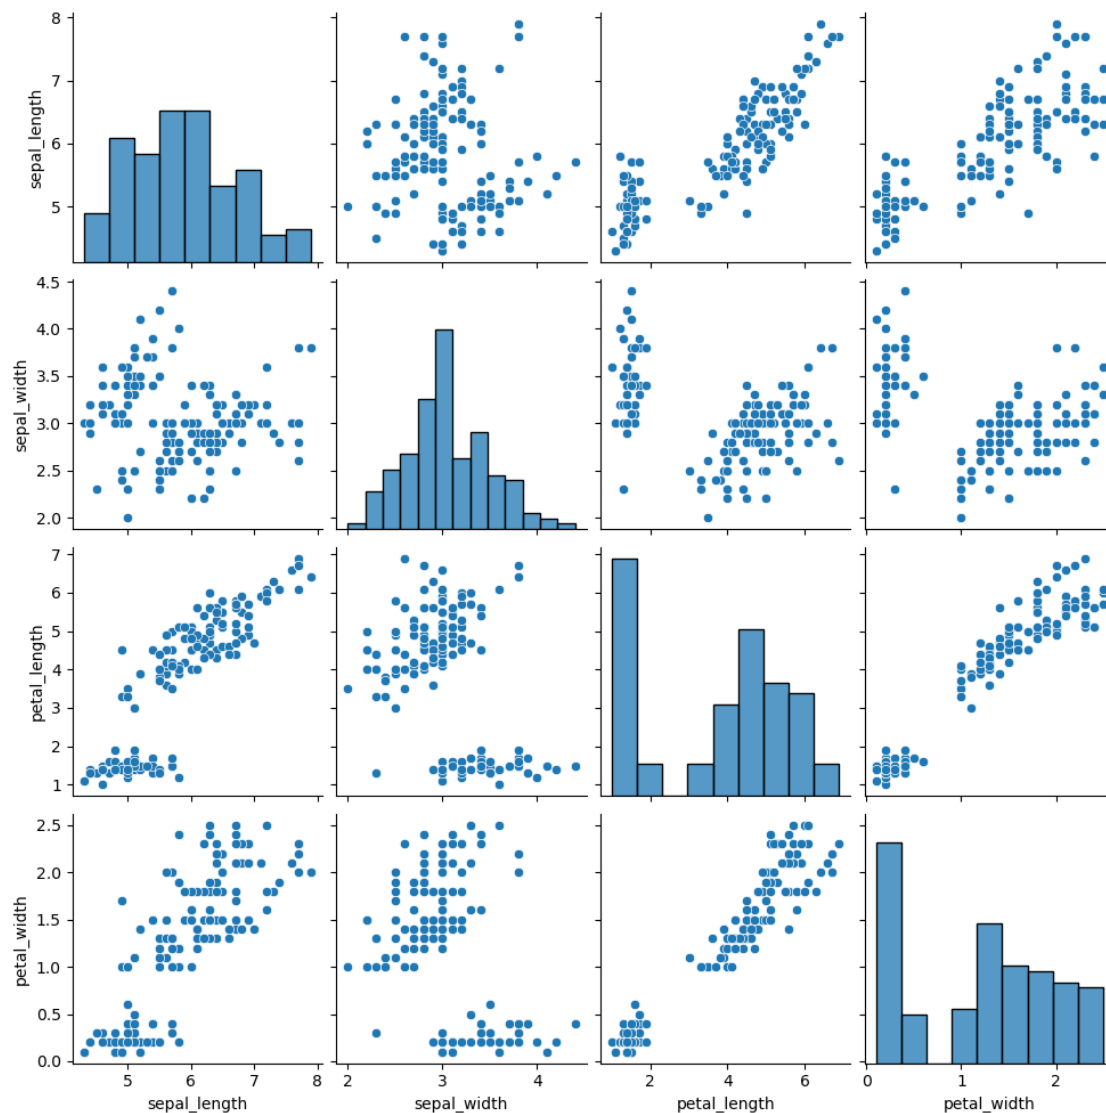 8
7
6
5
sepal_length
4.5
4.0
3.5
3.0
2.5
2.0
sepal_width
7
6
5
4
3
2
1
petal_length
2.5
2.0
1.5
1.0
0.5
0.0
petal_width
5 6 7 8
2 3 4
2 4 6
0 1 2
sepal_length sepal_width petal_length petal_width